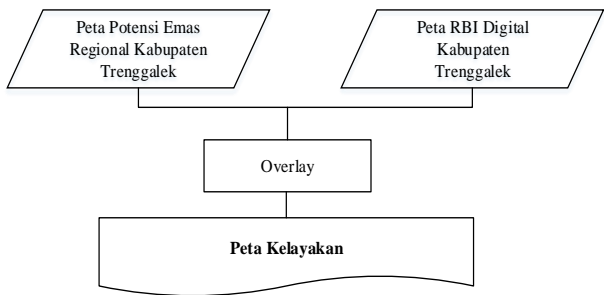 Peta Potensi Emas
Regional Kabupaten
Trenggalek
Peta RBI Digital
Kabupaten
Trenggalek
Overlay
Peta Kelayakan